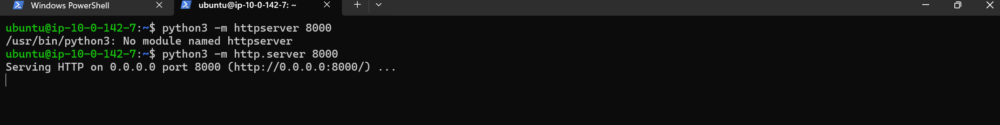 Windows PowerShell
ubuntu@ip-10-0-142-7: ~
ubuntu@ip-10-0-142-7:~$ python3 -m httpserver 8000
/usr/bin/python3: No module named httpserver
ubuntu@ip-10-0-142-7:~$ python3 -m http.server 8000
Serving HTTP on 0.0.0.0 port 8000 (http://0.0.0.0:8000/) ...